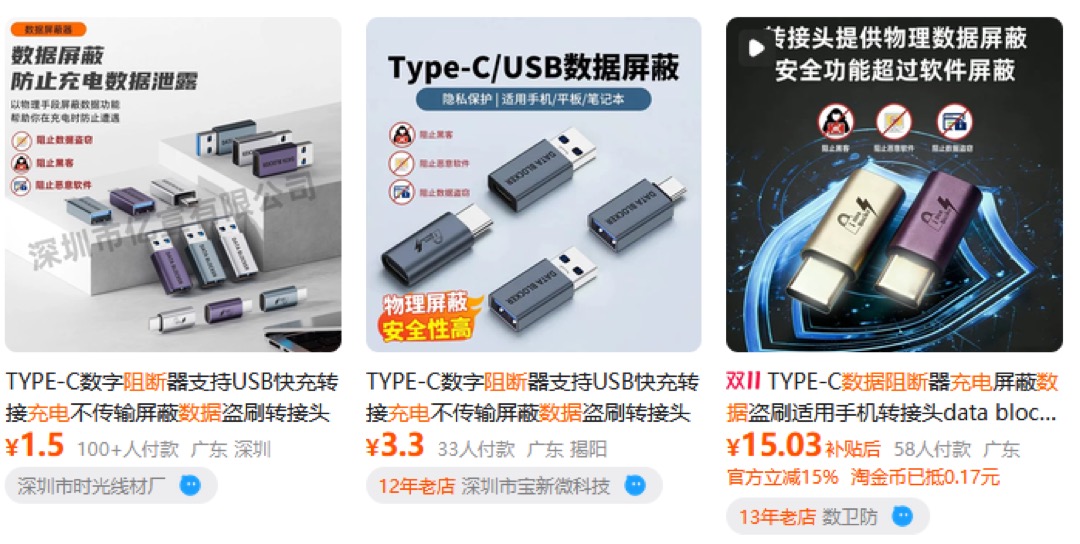 数据屏蔽器
数据屏蔽
防止充电数据泄露
以物理手段屏蔽数据功能
帮助你在充电时防止遭遇
阻止数据盗窃
阻止黑客
阻止恶意软件
DATA BLOCKER
DATA BLOCKER
DATA BLOCKER
深圳市亿富有限公司
TYPE-C数字阻断器支持USB快充转
接充电不传输屏蔽数据盗刷转接头
¥1.5 100+人付款 广东 深圳
深圳市时光线材厂
Type-C/USB数据屏蔽
隐私保护 | 适用手机/平板/笔记本
阻止黑客
阻止恶意软件
阻止数据盗窃
DATA BLOCKER
DATA BLOCKER
DATA BLOCKER
物理屏蔽
安全性高
TYPE-C数字阻断器支持USB快充转
接充电不传输屏蔽数据盗刷转接头
¥3.3 33人付款 广东 揭阳
12年老店 深圳市宝新微科技
转接头提供物理数据屏蔽
安全功能超过软件屏蔽
阻止黑客 阻止恶意软件 阻止数据盗窃
双11 TYPE-C数据阻断器充电屏蔽数
据盗刷适用手机转接头data bloc...
¥15.03 补贴后 58人付款 广东
官方立减15% 淘金币已抵0.17元
13年老店 数卫防